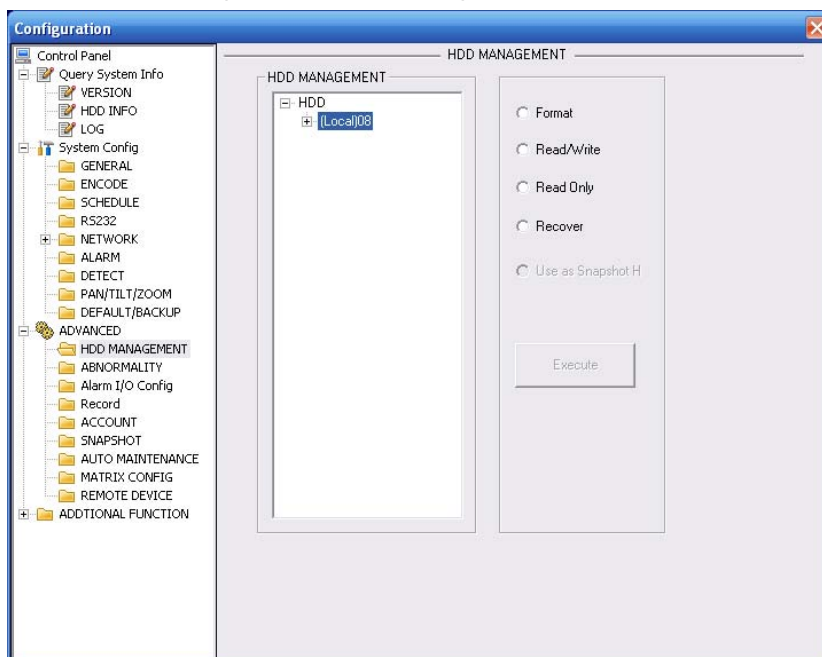 Configuration
Control Panel
Query System Info
VERSION
HDD INFO
LOG
System Config
GENERAL
ENCODE
SCHEDULE
RS232
NETWORK
ALARM
DETECT
PAN/TILT/ZOOM
DEFAULT/BACKUP
ADVANCED
HDD MANAGEMENT
ABNORMALITY
Alarm I/O Config
Record
ACCOUNT
SNAPSHOT
AUTO MAINTENANCE
MATRIX CONFIG
REMOTE DEVICE
ADDTIONAL FUNCTION
HDD MANAGEMENT
HDD MANAGEMENT
HDD
(Local)08
Format
Read/Write
Read Only
Recover
Use as Snapshot H
Execute